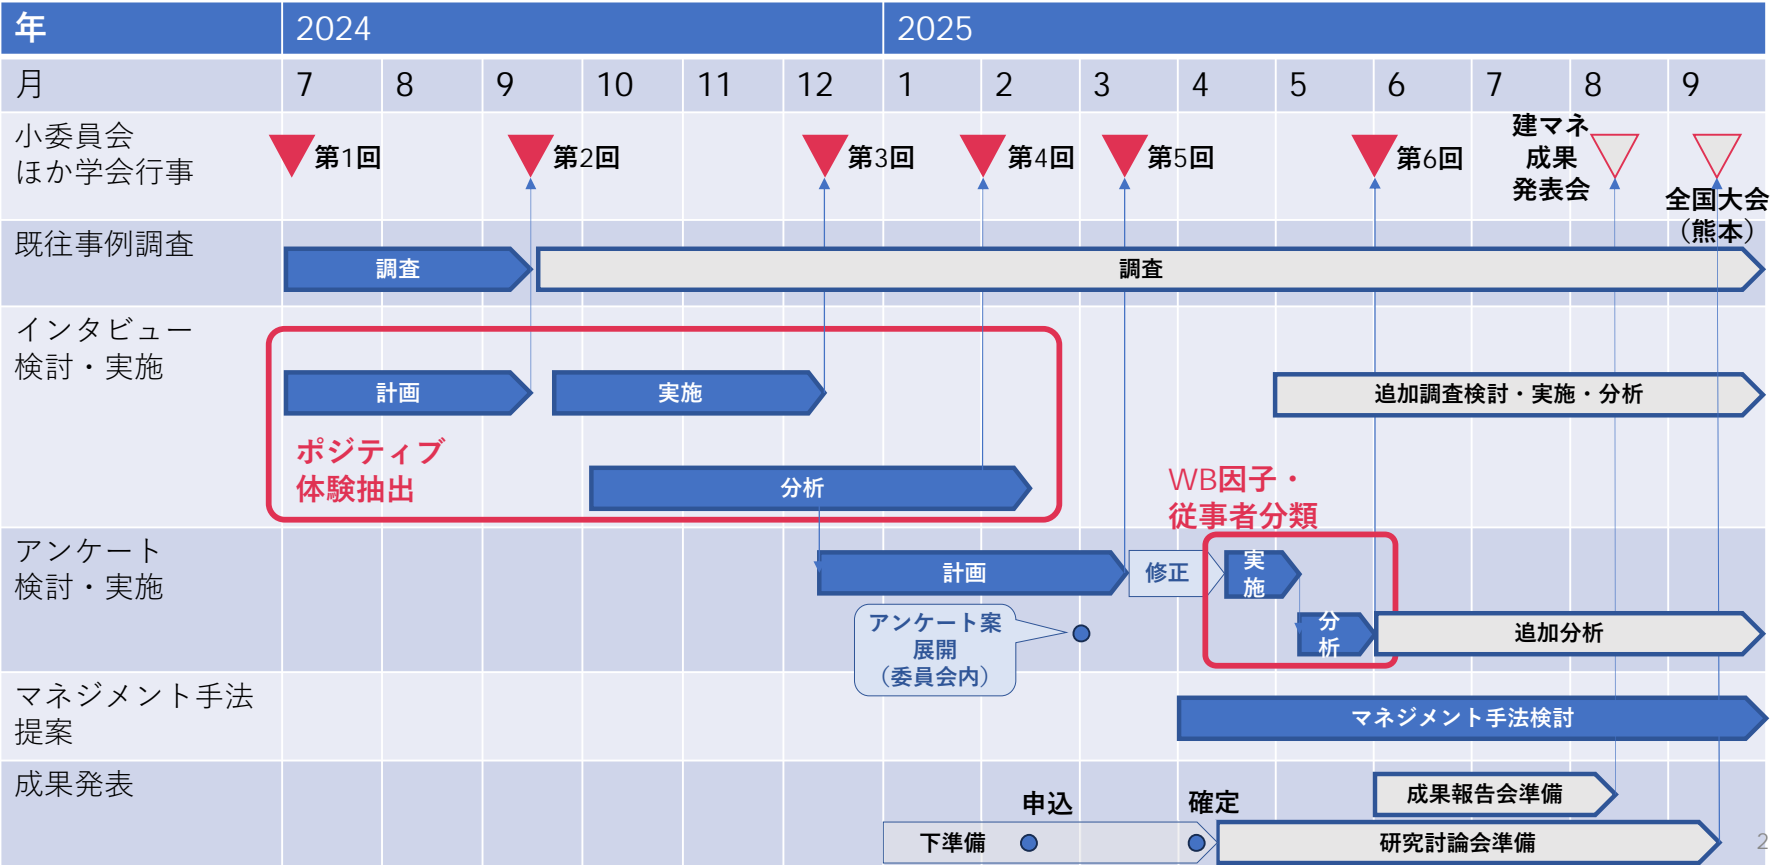 年 2024 2025
月 7 8 9 10 11 12 1 2 3 4 5 6 7 8 9
小委員会
ほか学会行事
第1回 第2回 第3回 第4回 第5回 第6回
建マネ
成果
発表会
全国大会
（熊本）
既往事例調査
調査 調査
インタビュー
検討・実施
計画 実施 追加調査検討・実施・分析
ポジティブ
体験抽出
分析
WB因子・
従事者分類
アンケート
検討・実施
計画 修正
実
施
アンケート案
展開
（委員会内）
分
析
追加分析
マネジメント手法
提案
マネジメント手法検討
成果発表
成果報告会準備
申込 確定
下準備 研究討論会準備
2